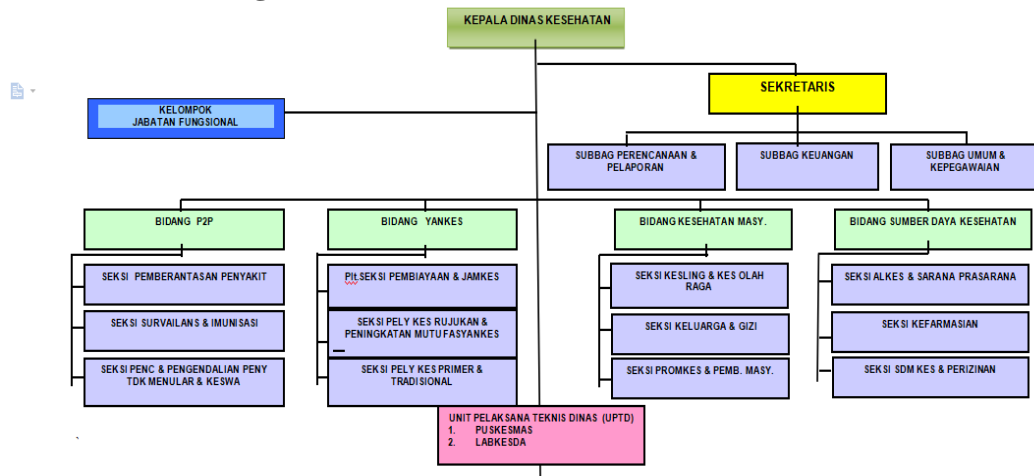 KEPALA DINAS KESEHATAN
SEKRETARIS
KELOMPOK
JABATAN FUNGSIONAL
SUBBAG PERENCANAAN &
PELAPORAN
SUBBAG KEUANGAN
SUBBAG UMUM &
KEPEGAWAIAN
BIDANG P2P
BIDANG YANKES
BIDANG KESEHATAN MASY.
BIDANG SUMBER DAYA KESEHATAN
SEKSI PEMBERANTASAN PENYAKIT
Plt.SEKSI PEMBIAYAAN & JAMKES
SEKSI KESLING & KES OLAH
RAGA
SEKSI ALKES & SARANA PRASARANA
SEKSI SURVAILANS & IMUNISASI
SEKSI PELY KES RUJUKAN &
PENINGKATAN MUTU FASYANKES
SEKSI KELUARGA & GIZI
SEKSI KEFARMASIAN
SEKSI PENC & PENGENDALIAN PENY
TDK MENULAR & KESWA
SEKSI PELY KES PRIMER &
TRADISIONAL
SEKSI PROMKES & PEMB. MASY.
SEKSI SDM KES & PERIZINAN
UNIT PELAKSANA TEKNIS DINAS (UPTD)
1. PUSKESMAS
2. LABKESDA